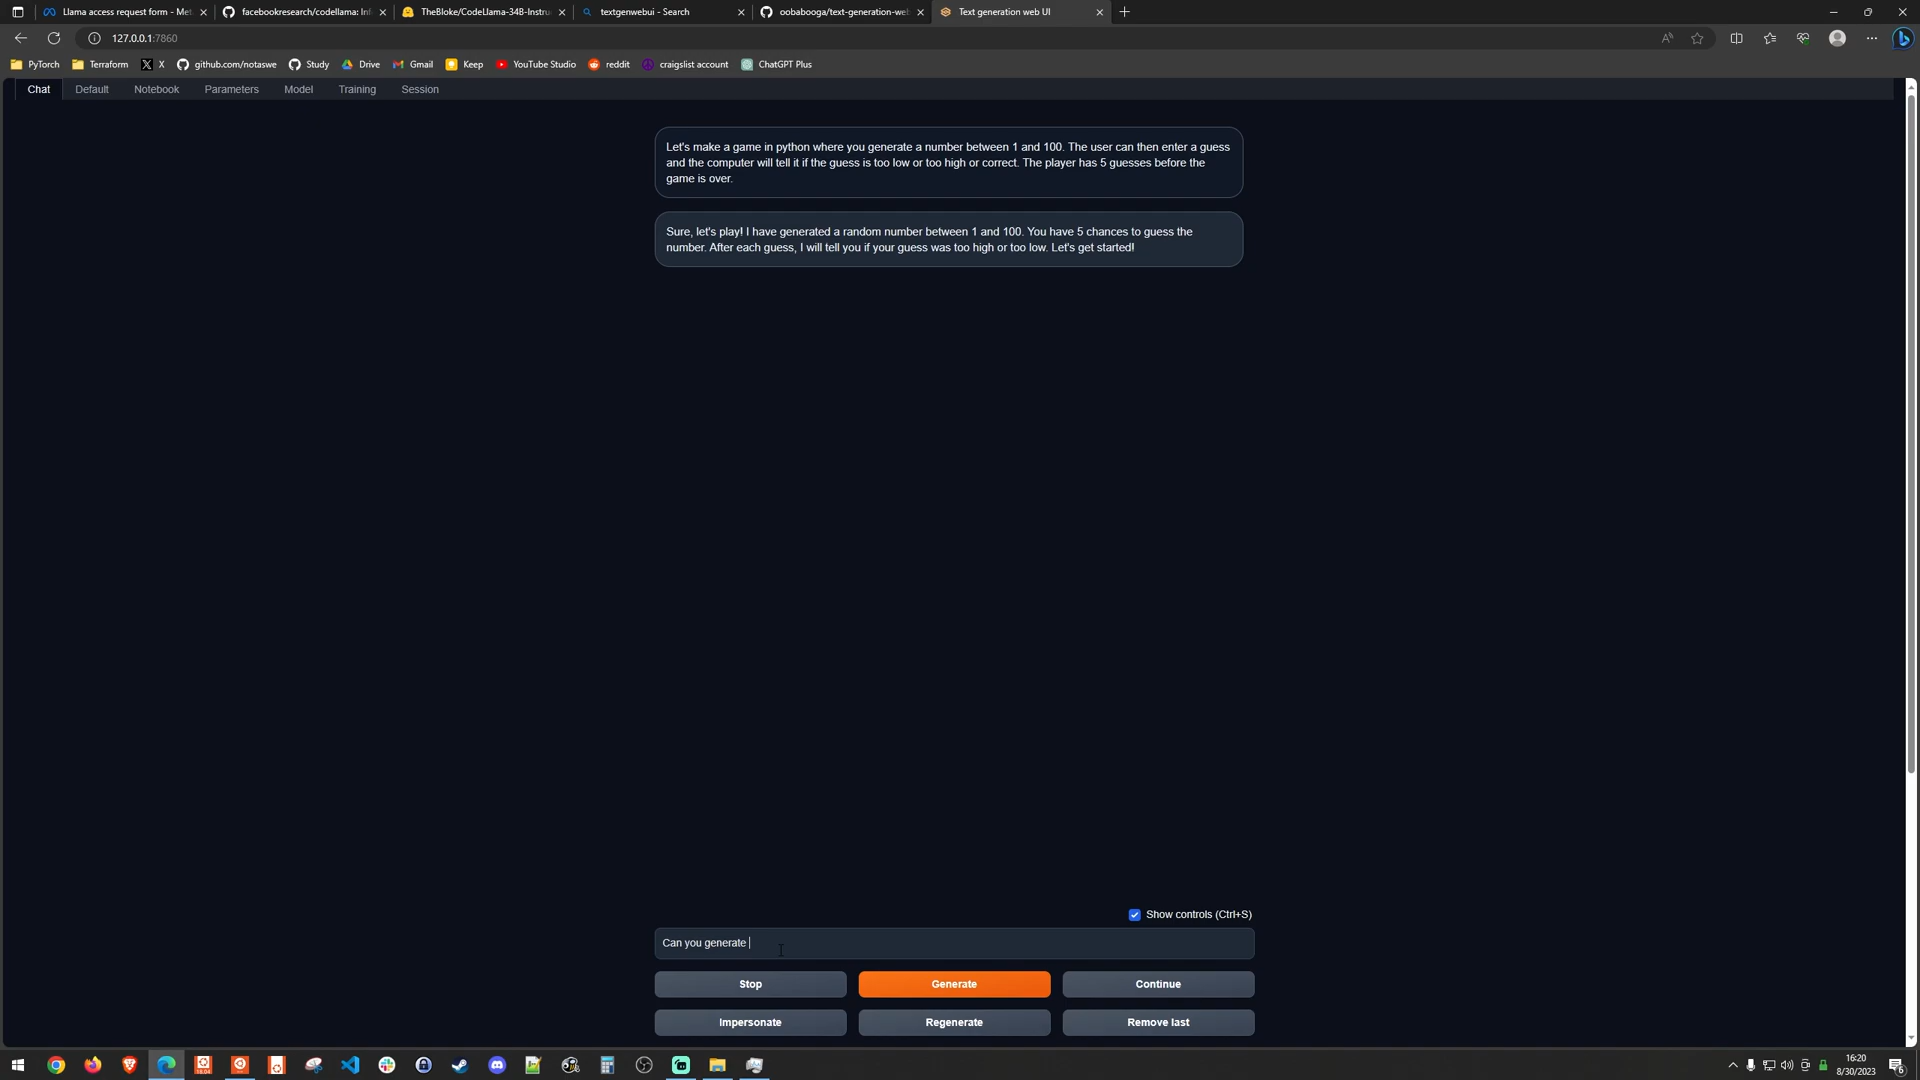 Llama access request form - Met
facebookresearch/codellama: Inf
TheBloke/CodeLlama-34B-Instru
textgenwebui - Search
oobabooga/text-generation-web
Text generation web UI
127.0.0.1:7860
PyTorch
Terraform
X
github.com/notaswe
Study
Drive
Gmail
Keep
YouTube Studio
reddit
craigslist account
ChatGPT Plus
Chat
Default
Notebook
Parameters
Model
Training
Session
Let's make a game in python where you generate a number between 1 and 100. The user can then enter a guess
and the computer will tell it if the guess is too low or too high or correct. The player has 5 guesses before the
game is over.
Sure, let's play! I have generated a random number between 1 and 100. You have 5 chances to guess the
number. After each guess, I will tell you if your guess was too high or too low. Let's get started!
Show controls (Ctrl+S)
Can you generate
Stop
Generate
Continue
Impersonate
Regenerate
Remove last
16:20
8/30/2023